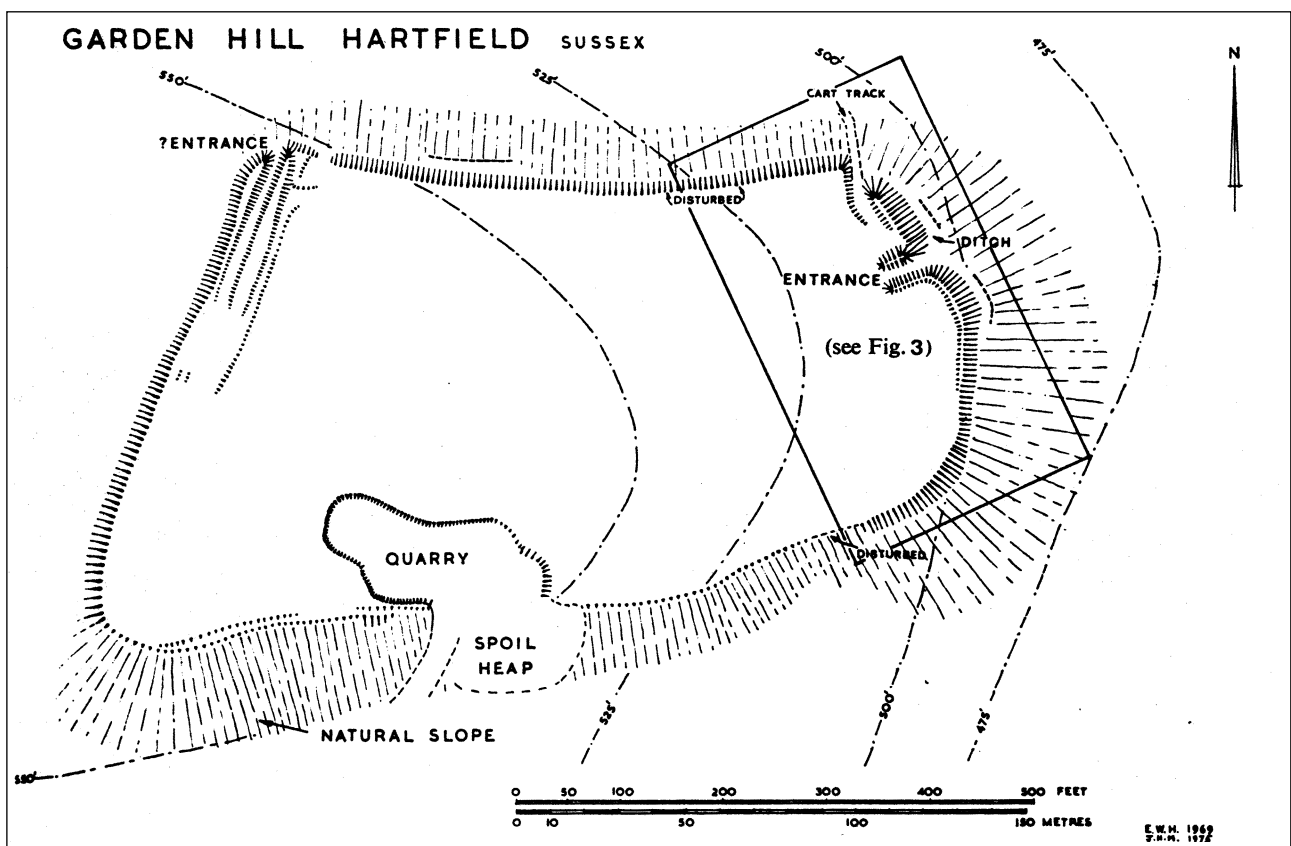 GARDEN HILL HARTFIELD SUSSEX
550'
525'
500'
475'
N
CART TRACK
?ENTRANCE
DISTURBED
DITCH
ENTRANCE
(see Fig. 3)
QUARRY
DISTURBED
SPOIL
HEAP
NATURAL SLOPE
550'
525'
500'
475'
0 50 100 200 300 400 500 FEET
0 10 50 100 150 METRES
E.W.H. 1969
J.H.M. 1975